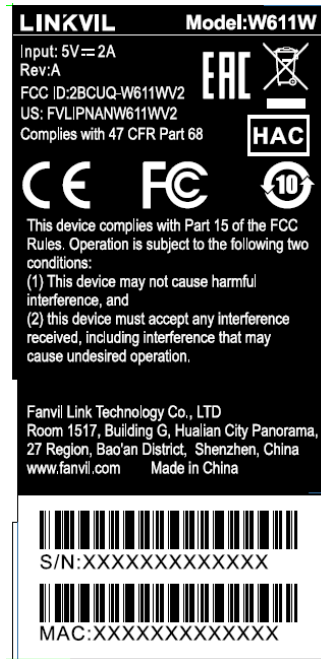 LINKVIL Model:W611W
Input: 5V⎓2A
Rev:A
FCC ID:2BCUQ-W611WV2
US: FVLIPNANW611WV2
Complies with 47 CFR Part 68
EAC
HAC
CE FC 10
This device complies with Part 15 of the FCC
Rules. Operation is subject to the following two
conditions:
(1) This device may not cause harmful
interference, and
(2) this device must accept any interference
received, including interference that may
cause undesired operation.
Fanvil Link Technology Co., LTD
Room 1517, Building G, Hualian City Panorama,
27 Region, Bao'an District, Shenzhen, China
www.fanvil.com Made in China
S/N:XXXXXXXXXXXXX
MAC:XXXXXXXXXXXXX